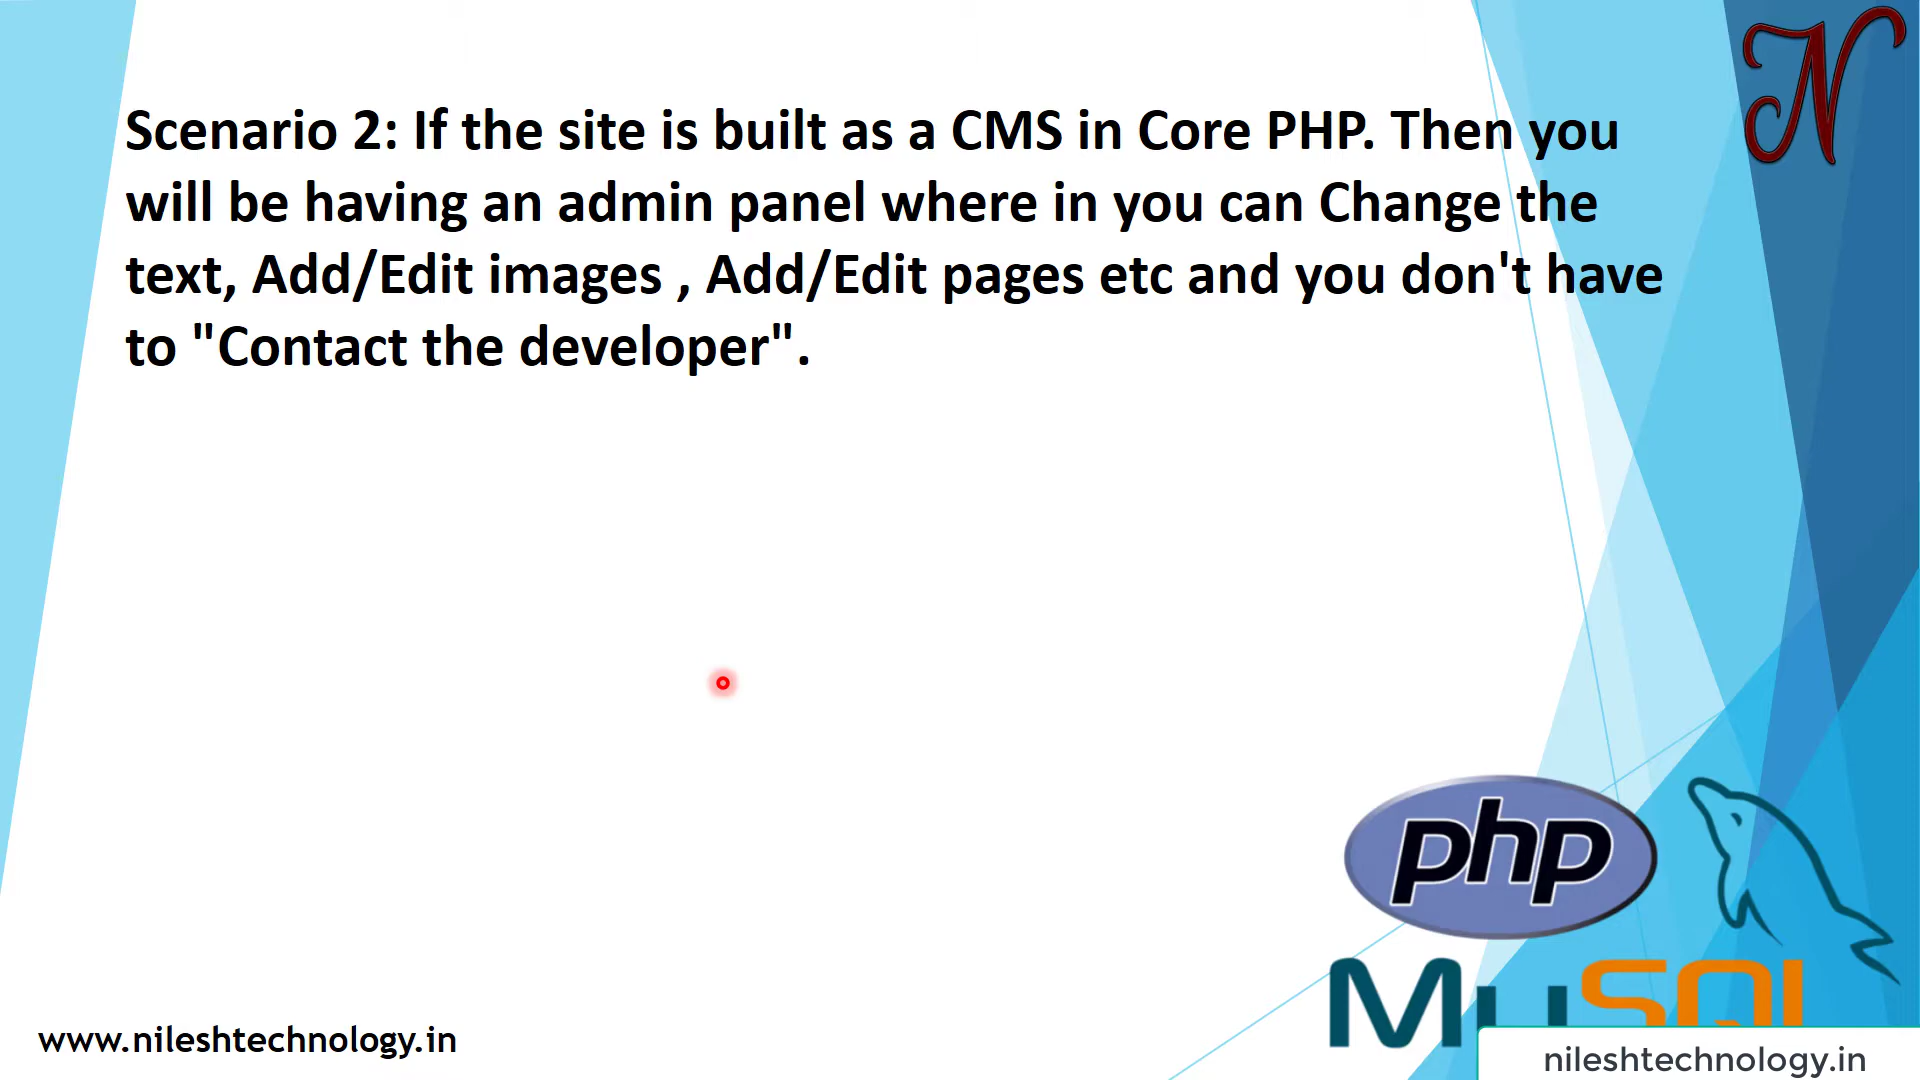 Scenario 2: If the site is built as a CMS in Core PHP. Then you
will be having an admin panel where in you can Change the
text, Add/Edit images , Add/Edit pages etc and you don't have
to "Contact the developer".
N
php
MySQL
www.nileshtechnology.in
nileshtechnology.in